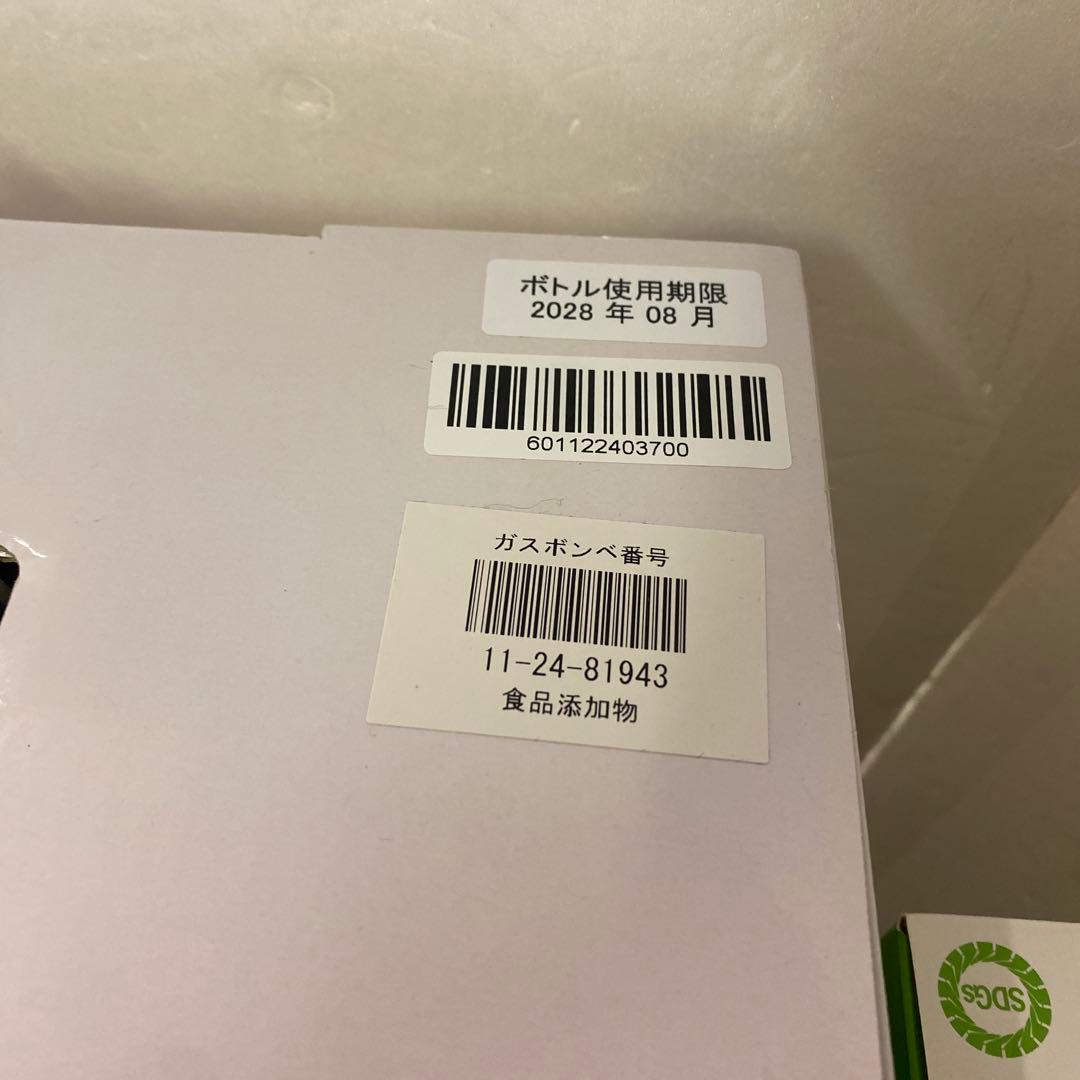 ボトル使用期限
2028 年 08 月
601122403700
ガスボンベ番号
11-24-81943
食品添加物
SDGs